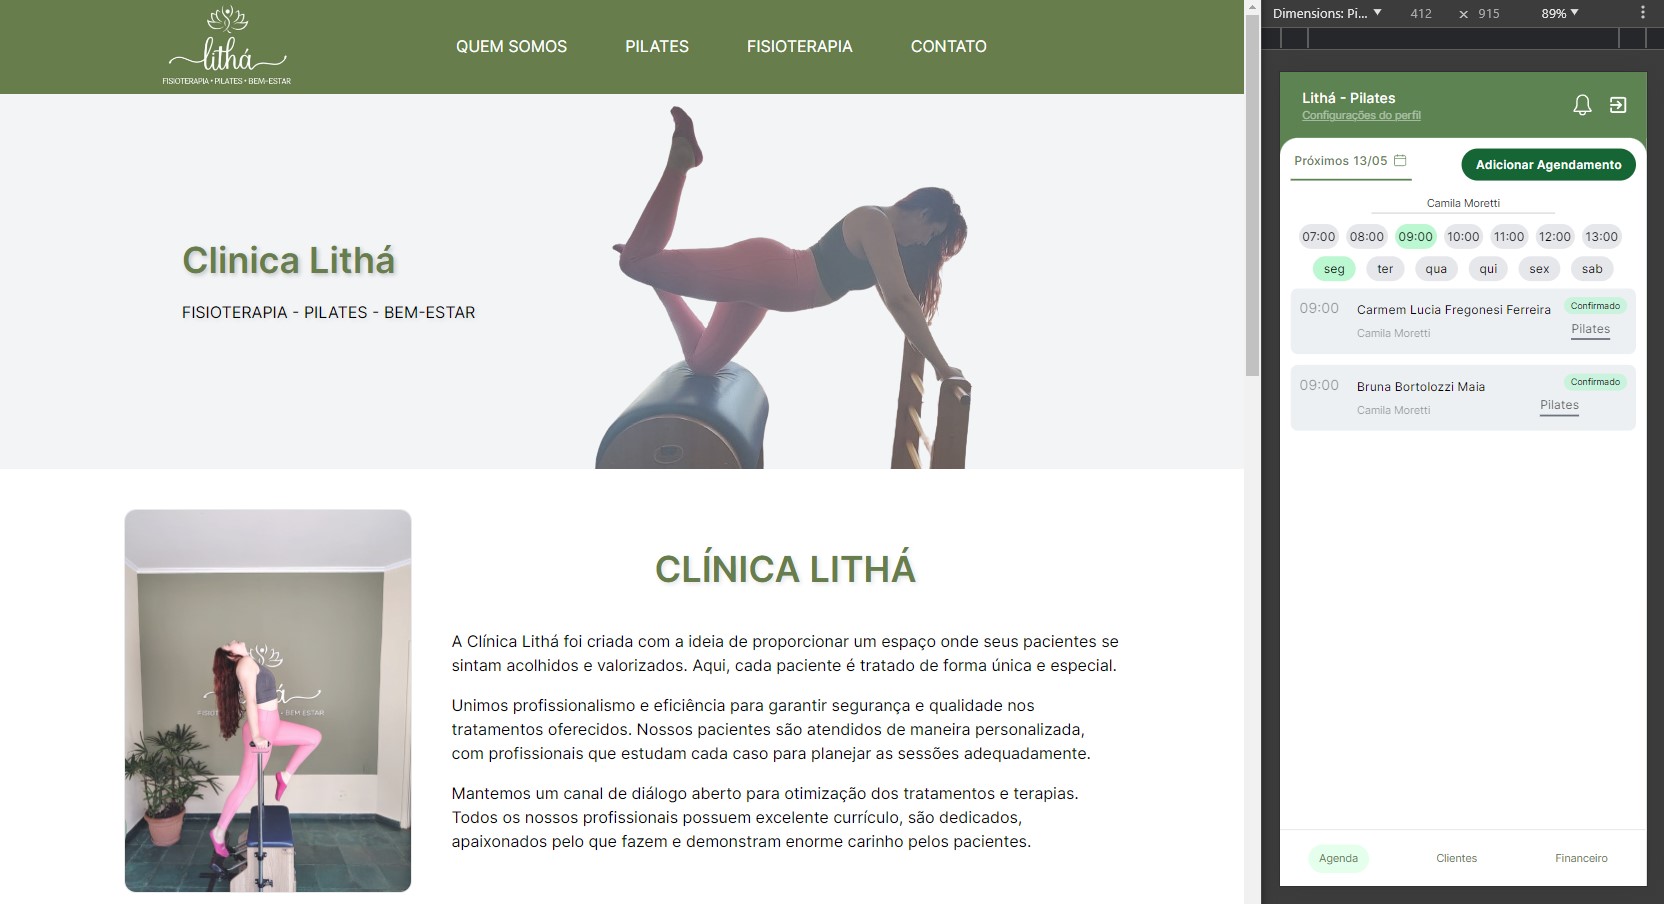 lithá
FISIOTERAPIA • PILATES • BEM-ESTAR
QUEM SOMOS
PILATES
FISIOTERAPIA
CONTATO
Clinica Lithá
FISIOTERAPIA - PILATES - BEM-ESTAR
CLÍNICA LITHÁ
A Clínica Lithá foi criada com a ideia de proporcionar um espaço onde seus pacientes se
sintam acolhidos e valorizados. Aqui, cada paciente é tratado de forma única e especial.
Unimos profissionalismo e eficiência para garantir segurança e qualidade nos
tratamentos oferecidos. Nossos pacientes são atendidos de maneira personalizada,
com profissionais que estudam cada caso para planejar as sessões adequadamente.
Mantemos um canal de diálogo aberto para otimização dos tratamentos e terapias.
Todos os nossos profissionais possuem excelente currículo, são dedicados,
apaixonados pelo que fazem e demonstram enorme carinho pelos pacientes.
Dimensions: Pi... 412 × 915 89%
Lithá - Pilates
Configurações do perfil
Próximos 13/05
Adicionar Agendamento
Camila Moretti
07:00 08:00 09:00 10:00 11:00 12:00 13:00
seg ter qua qui sex sab
09:00 Carmem Lucia Fregonesi Ferreira Confirmado
Camila Moretti Pilates
09:00 Bruna Bortolozzi Maia Confirmado
Camila Moretti Pilates
Agenda Clientes Financeiro